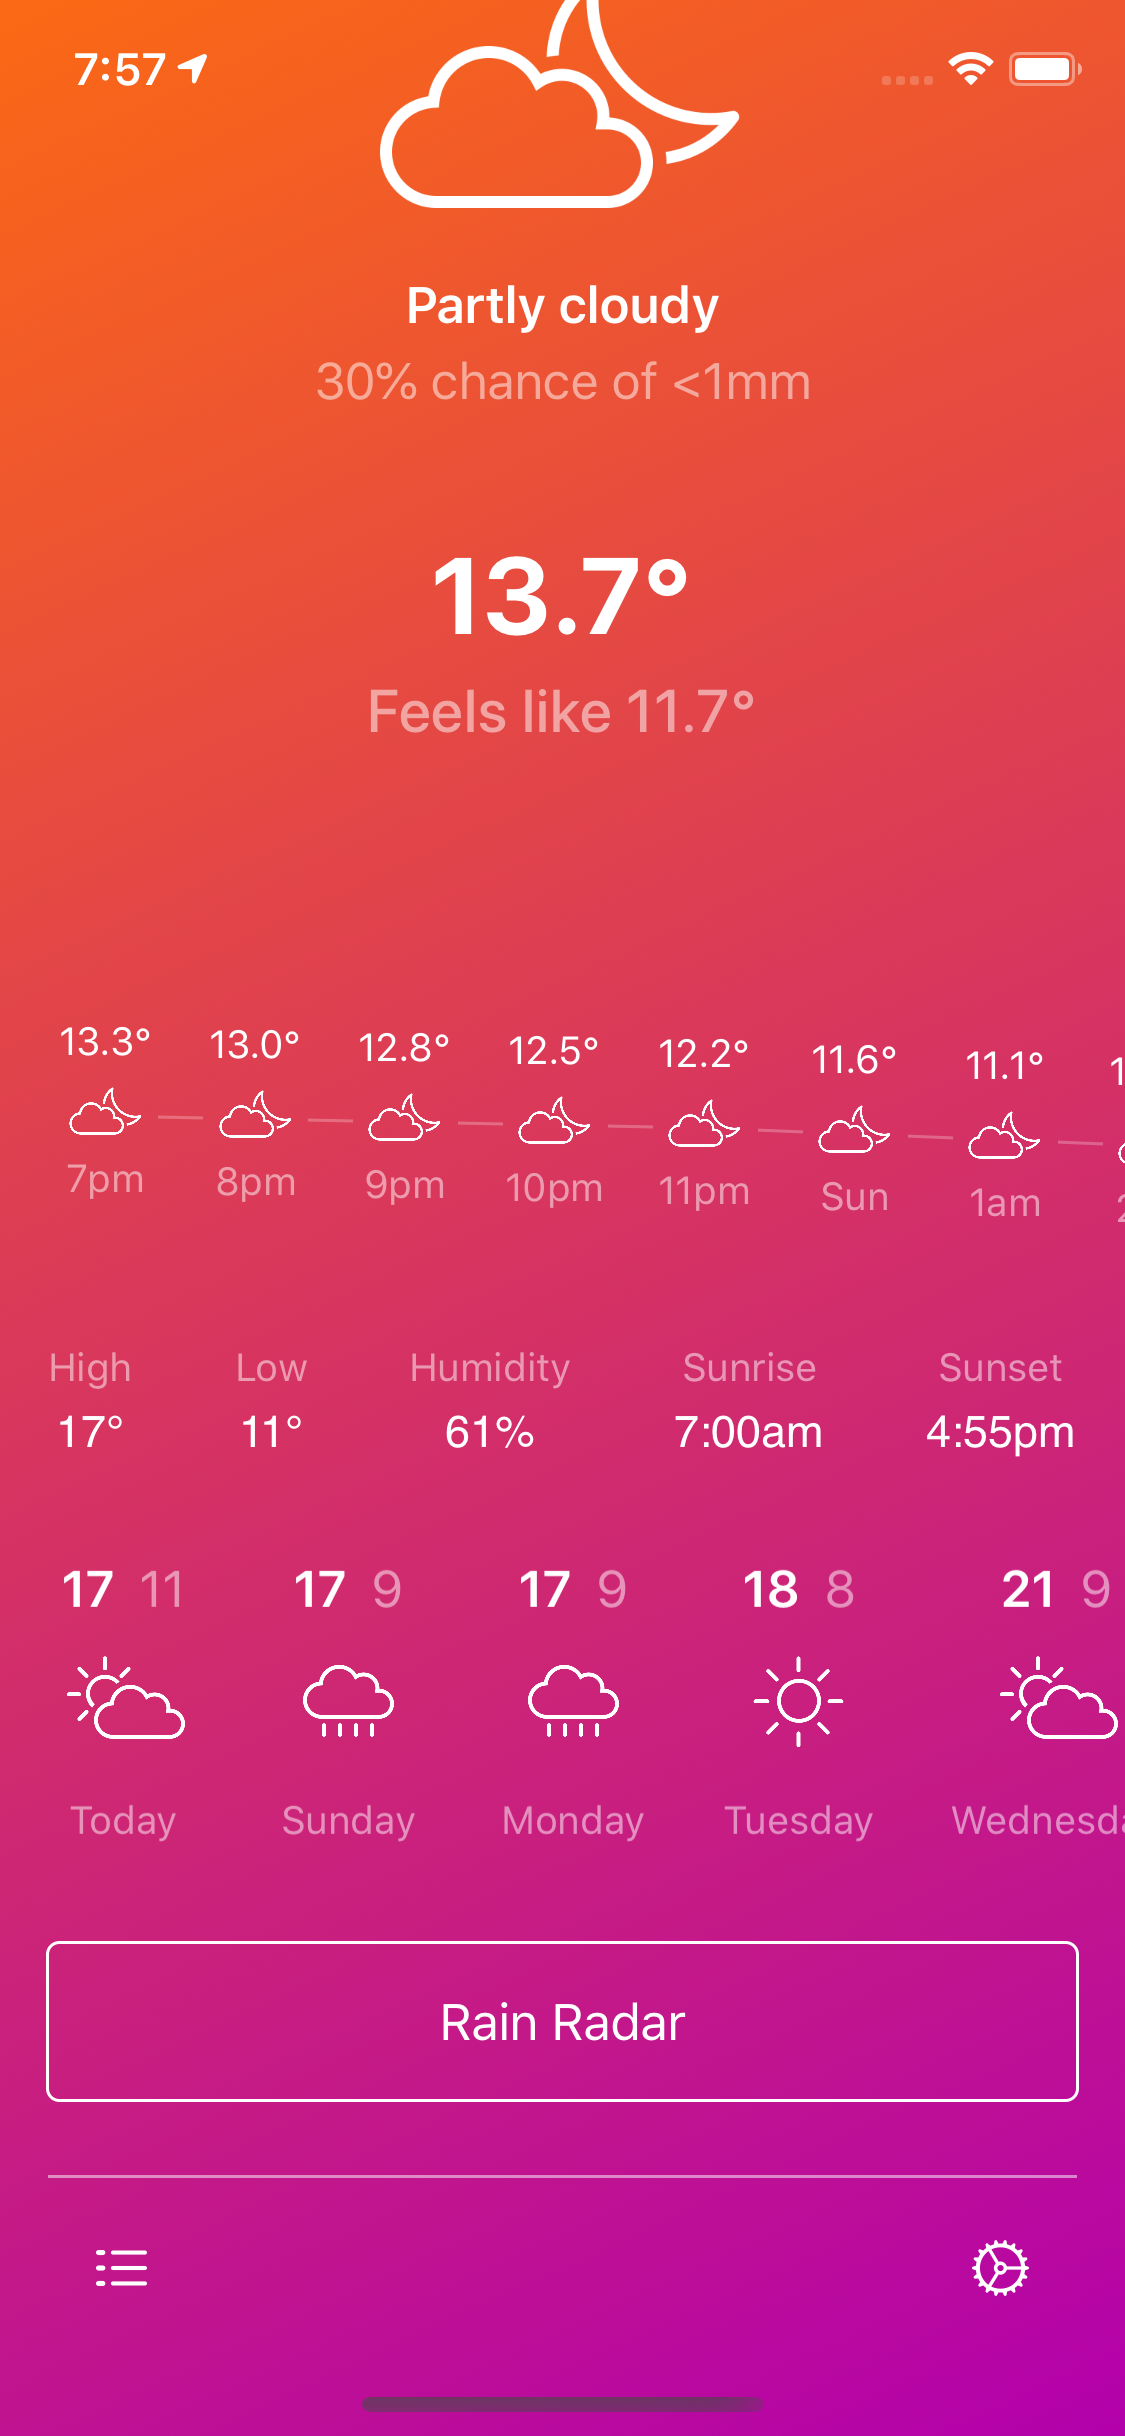 7:57
Partly cloudy
30% chance of <1mm
13.7°
Feels like 11.7°
13.3° 13.0° 12.8° 12.5° 12.2° 11.6° 11.1°
7pm 8pm 9pm 10pm 11pm Sun 1am
High Low Humidity Sunrise Sunset
17° 11° 61% 7:00am 4:55pm
17 11 17 9 17 9 18 8 21 9
Today Sunday Monday Tuesday Wednesda
Rain Radar